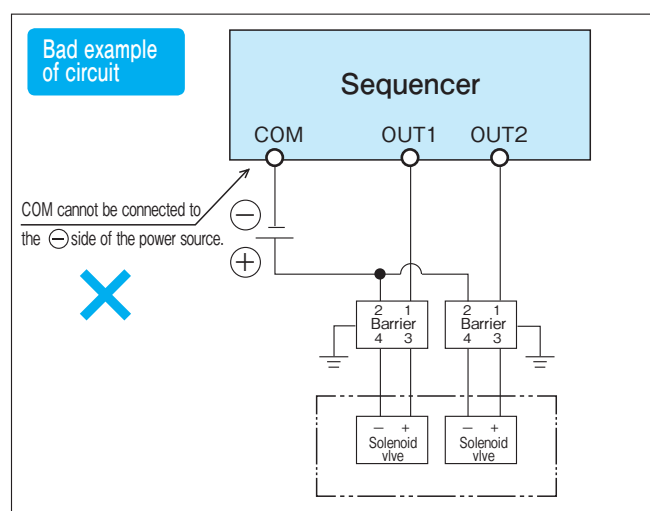 Bad example
of circuit
Sequencer
COM OUT1 OUT2
COM cannot be connected to
the ⊖ side of the power source.
⊖
⊕
2 1 2 1
Barrier Barrier
4 3 4 3
− + − +
Solenoid Solenoid
vlve vlve